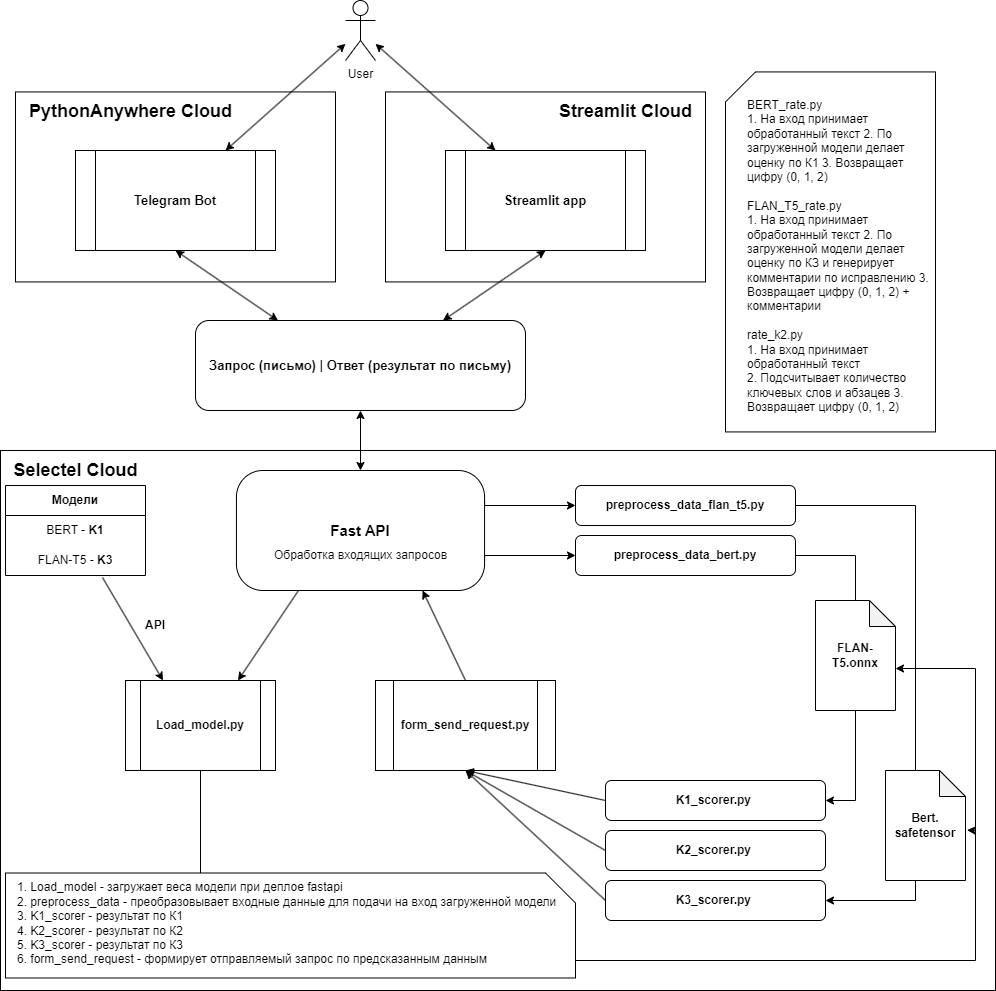 User
PythonAnywhere Cloud
Streamlit Cloud
Telegram Bot
Streamlit app
BERT_rate.py
1. На вход принимает
обработанный текст 2. По
загруженной модели делает
оценку по К1 3. Возвращает
цифру (0, 1, 2)
FLAN_T5_rate.py
1. На вход принимает
обработанный текст 2. По
загруженной модели делает
оценку по К3 и генерирует
комментарии по исправлению 3.
Возвращает цифру (0, 1, 2) +
комментарии
rate_k2.py
1. На вход принимает
обработанный текст
2. Подсчитывает количество
ключевых слов и абзацев 3.
Возвращает цифру (0, 1, 2)
Запрос (письмо) | Ответ (результат по письму)
Selectel Cloud
Модели
BERT - K1
FLAN-T5 - K3
API
Fast API
Обработка входящих запросов
preprocess_data_flan_t5.py
preprocess_data_bert.py
FLAN-
T5.onnx
Load_model.py
form_send_request.py
K1_scorer.py
K2_scorer.py
K3_scorer.py
Bert.
safetensor
1. Load_model - загружает веса модели при деплое fastapi
2. preprocess_data - преобразовывает входные данные для подачи на вход загруженной модели
3. K1_scorer - результат по К1
4. K2_scorer - результат по К2
5. K3_scorer - результат по К3
6. form_send_request - формирует отправляемый запрос по предсказанным данным